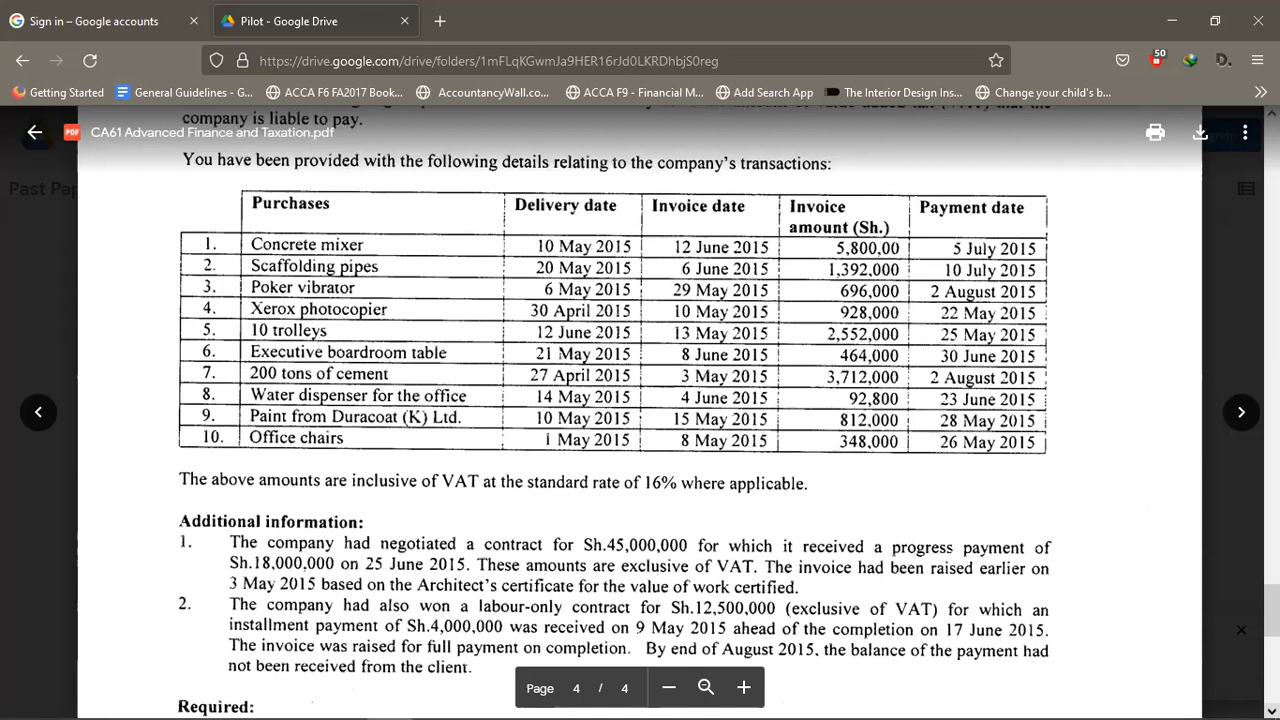 Sign in – Google accounts
Pilot - Google Drive
https://drive.google.com/drive/folders/1mFLqKGwmJa9HER16rJd0LKRDhbjS0reg
50
D.
Getting Started
General Guidelines - G...
ACCA F6 FA2017 Book...
AccountancyWall.co...
ACCA F9 - Financial M...
Add Search App
The Interior Design Ins...
Change your child's b...
company is liable to pay.
PDF
CA61 Advanced Finance and Taxation.pdf
Past Pap
You have been provided with the following details relating to the company's transactions:
Purchases Delivery date Invoice date Invoice amount (Sh.) Payment date
1. Concrete mixer 10 May 2015 12 June 2015 5,800,00 5 July 2015
2. Scaffolding pipes 20 May 2015 6 June 2015 1,392,000 10 July 2015
3. Poker vibrator 6 May 2015 29 May 2015 696,000 2 August 2015
4. Xerox photocopier 30 April 2015 10 May 2015 928,000 22 May 2015
5. 10 trolleys 12 June 2015 13 May 2015 2,552,000 25 May 2015
6. Executive boardroom table 21 May 2015 8 June 2015 464,000 30 June 2015
7. 200 tons of cement 27 April 2015 3 May 2015 3,712,000 2 August 2015
8. Water dispenser for the office 14 May 2015 4 June 2015 92,800 23 June 2015
9. Paint from Duracoat (K) Ltd. 10 May 2015 15 May 2015 812,000 28 May 2015
10. Office chairs 1 May 2015 8 May 2015 348,000 26 May 2015
The above amounts are inclusive of VAT at the standard rate of 16% where applicable.
Additional information:
1. The company had negotiated a contract for Sh.45,000,000 for which it received a progress payment of
Sh.18,000,000 on 25 June 2015. These amounts are exclusive of VAT. The invoice had been raised earlier on
3 May 2015 based on the Architect's certificate for the value of work certified.
2. The company had also won a labour-only contract for Sh.12,500,000 (exclusive of VAT) for which an
installment payment of Sh.4,000,000 was received on 9 May 2015 ahead of the completion on 17 June 2015.
The invoice was raised for full payment on completion. By end of August 2015, the balance of the payment had
not been received from the client.
Page 4 / 4
Required: